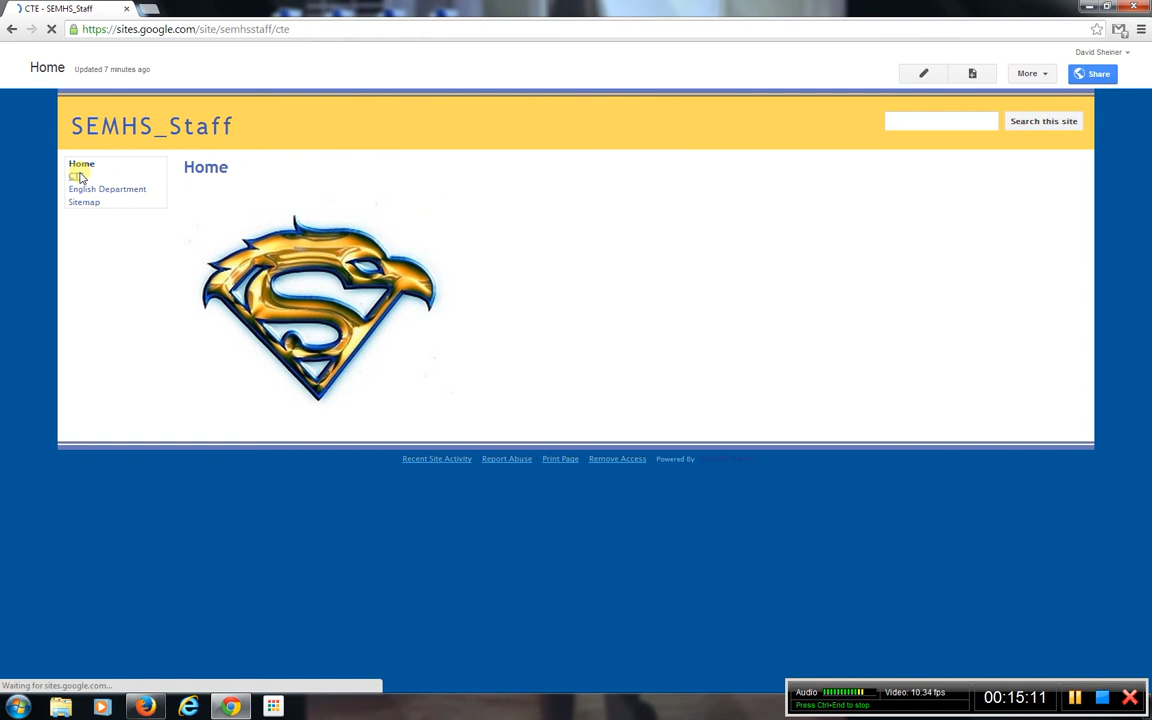 CTE - SEMHS_Staff
https://sites.google.com/site/semhsstaff/cte
David Sheiner
Home Updated 7 minutes ago
More
Share
SEMHS_Staff
Search this site
Home
Home
English Department
Sitemap
S
Recent Site Activity Report Abuse Print Page Remove Access Powered By
Waiting for sites.google.com...
Audio Video: 10.34 fps
Press Ctrl+End to stop
00:15:11